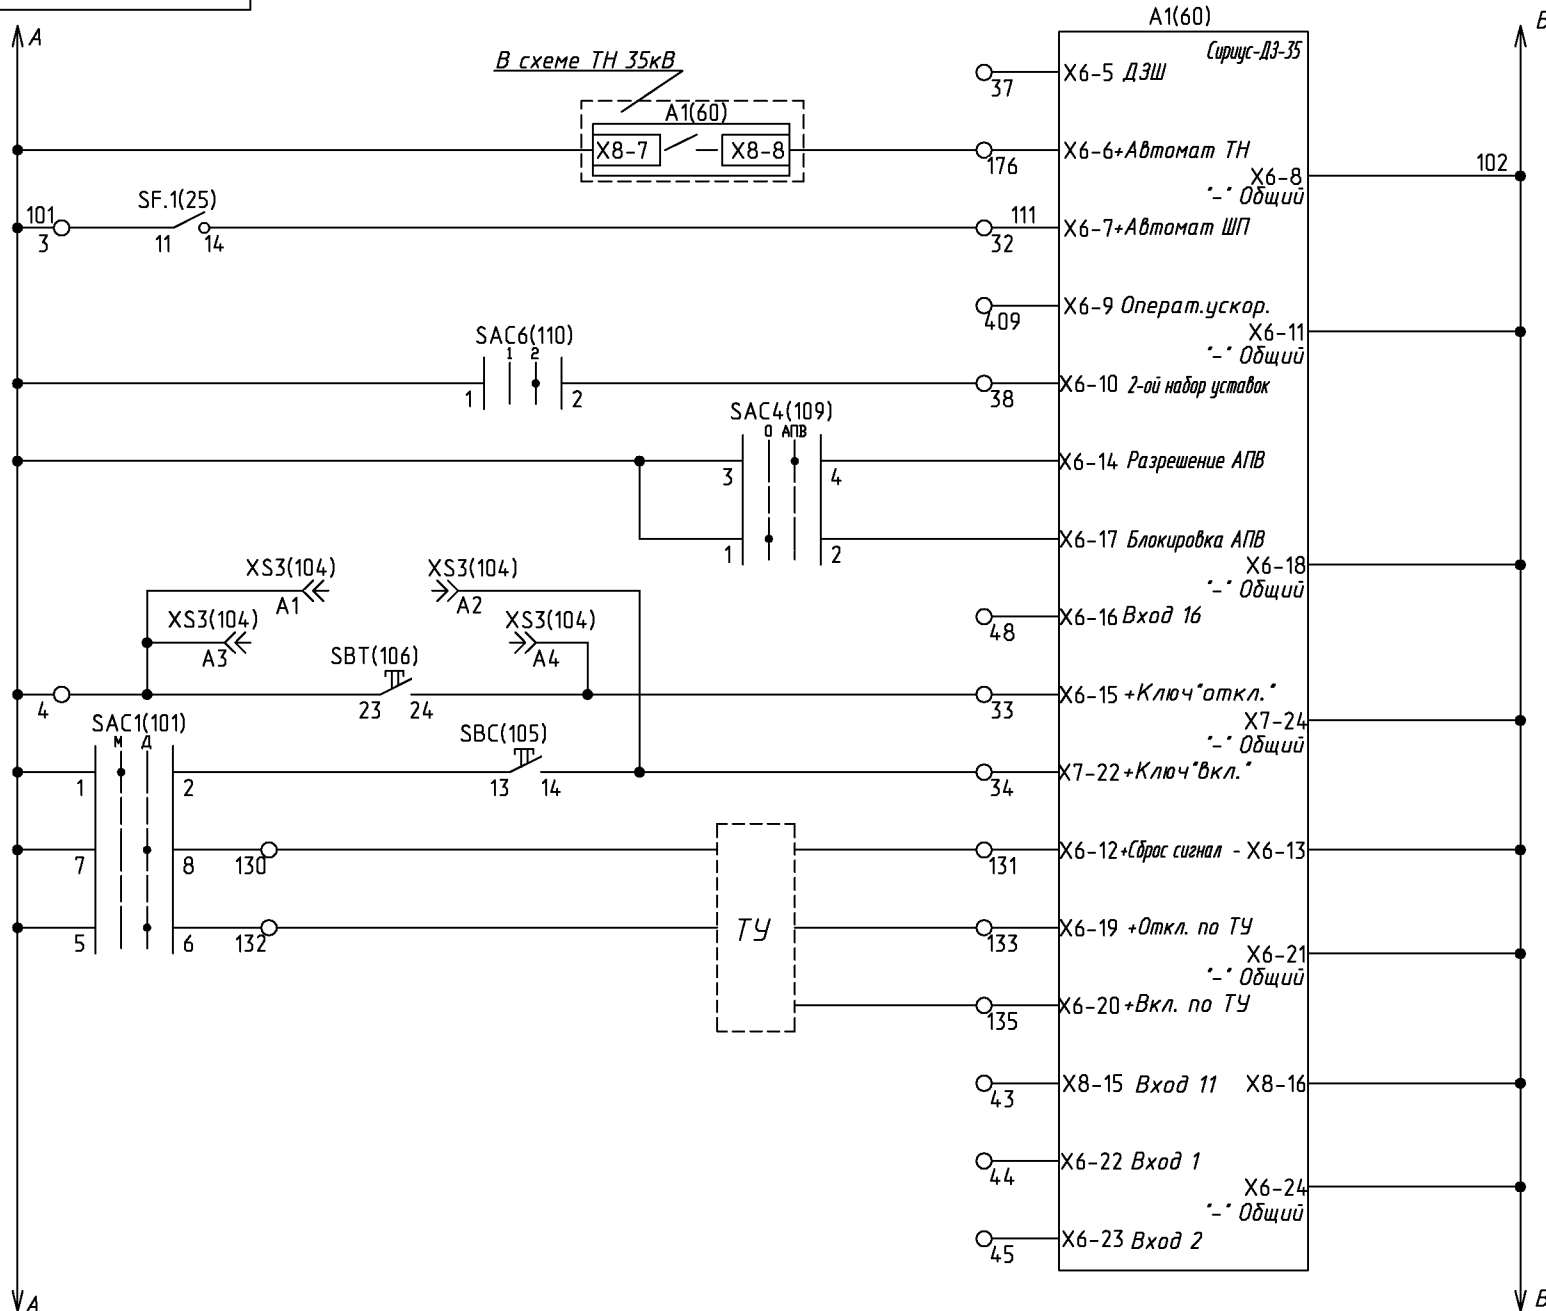 A1(60)
A
B
Сириус-ДЗ-35
В схеме ТН 35кВ
37
X6-5 ДЗШ
A1(60)
X8-7
X8-8
176
X6-6+Автомат ТН
X6-8
102
"-" Общий
SF.1(25)
101
3
11
14
111
32
X6-7+Автомат ШП
409
X6-9 Операт.ускор.
X6-11
"-" Общий
SAC6(110)
1 2
1
2
38
X6-10 2-ой набор уставок
SAC4(109)
0 АПВ
3
4
X6-14 Разрешение АПВ
1
2
X6-17 Блокировка АПВ
X6-18
"-" Общий
XS3(104)
A1
XS3(104)
A2
XS3(104)
A3
XS3(104)
A4
48
X6-16 Вход 16
SBT(106)
4
23
24
33
X6-15 +Ключ"откл."
X7-24
"-" Общий
SAC1(101)
М Д
SBC(105)
1
2
13
14
34
X7-22+Ключ"вкл."
7
8
130
131
X6-12+Сброс сигнал - X6-13
5
6
132
ТУ
133
X6-19 +Откл. по ТУ
X6-21
"-" Общий
135
X6-20+Вкл. по ТУ
43
X8-15 Вход 11 X8-16
44
X6-22 Вход 1
X6-24
"-" Общий
45
X6-23 Вход 2
A
B